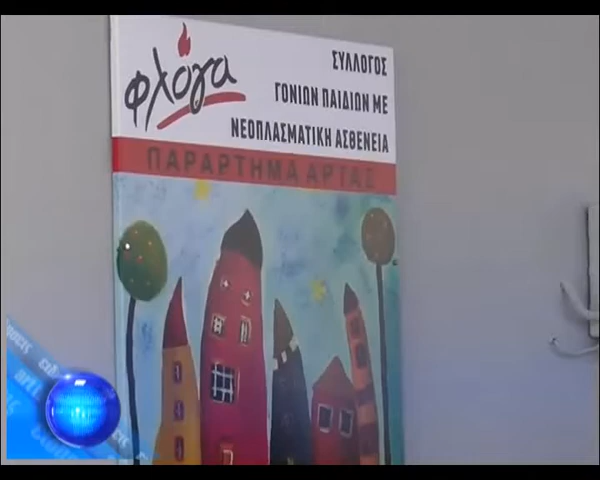 φλόγα
ΣΥΛΛΟΓΟΣ
ΓΟΝΙΩΝ ΠΑΙΔΙΩΝ ΜΕ
ΝΕΟΠΛΑΣΜΑΤΙΚΗ ΑΣΘΕΝΕΙΑ
ΠΑΡΑΡΤΗΜΑ ΑΡΤΑΣ